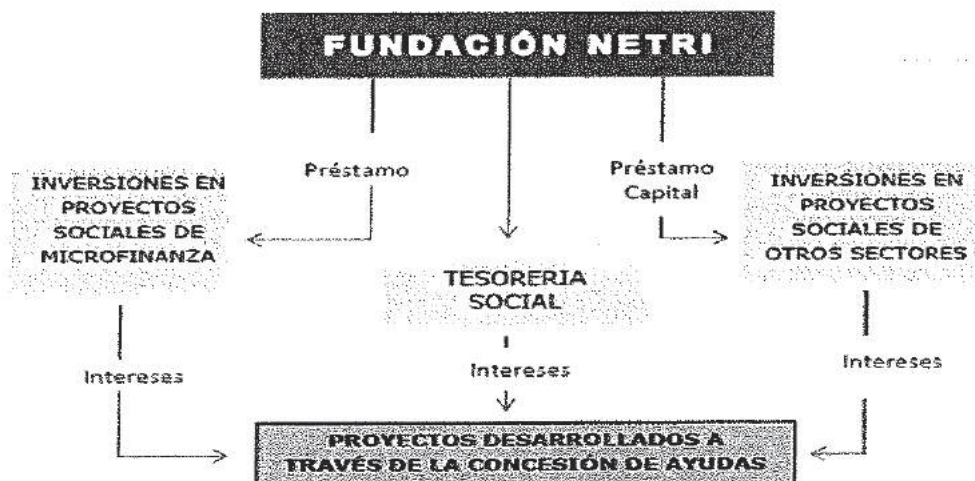 FUNDACIÓN NETRI
Préstamo
Préstamo
Capital
INVERSIONES EN
PROYECTOS
SOCIALES DE
MICROFINANZA
INVERSIONES EN
PROYECTOS
SOCIALES DE
OTROS SECTORES
TESORERIA
SOCIAL
Intereses
Intereses
Intereses
PROYECTOS DESARROLLADOS A
TRAVÉS DE LA CONCESIÓN DE AYUDAS